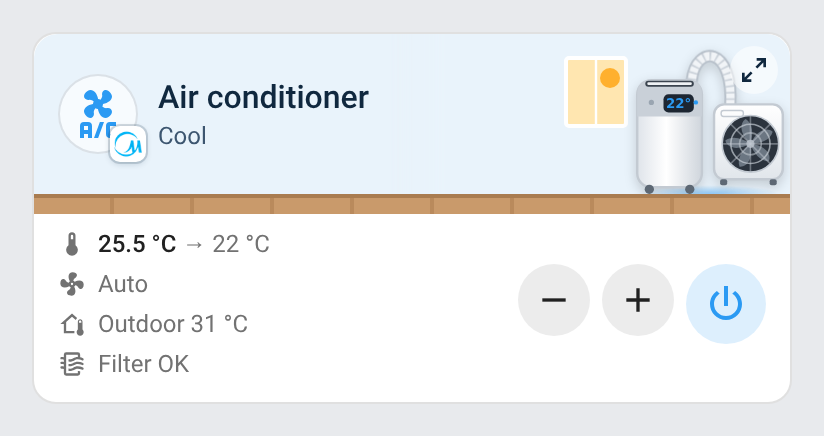 Air conditioner
Cool
A/C
22°
25.5 °C → 22 °C
Auto
Outdoor 31 °C
Filter OK